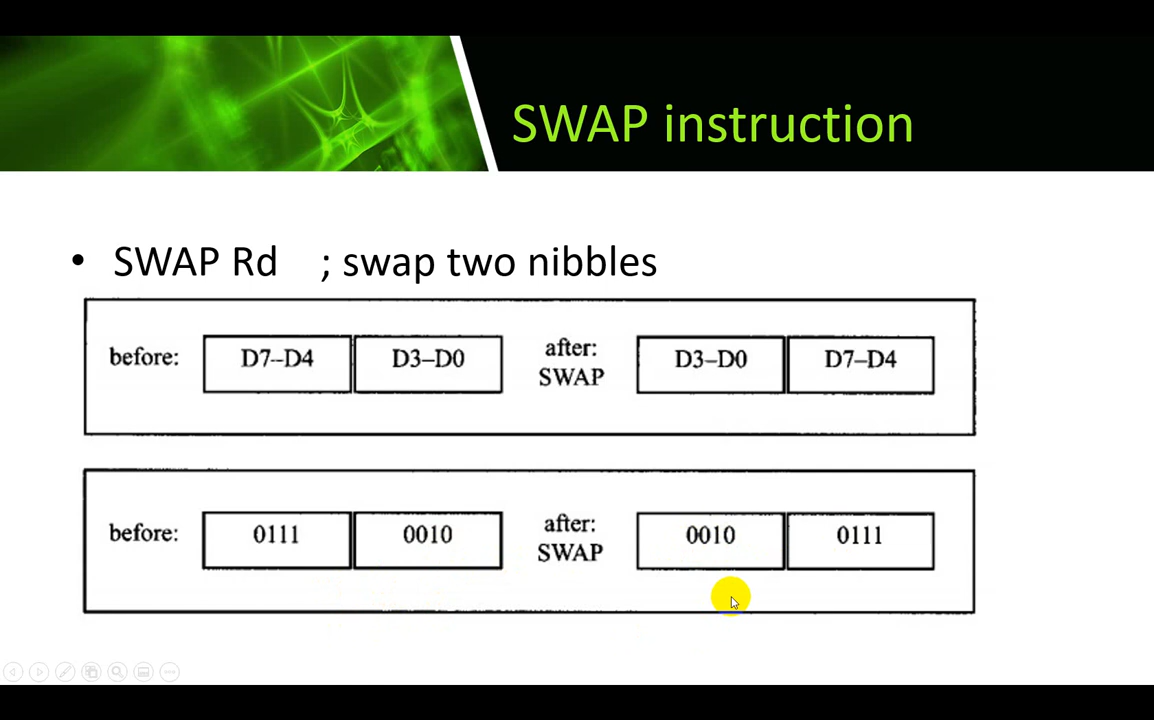 SWAP instruction
• SWAP Rd ; swap two nibbles
before: D7--D4 D3–D0 after: SWAP D3–D0 D7–D4
before: 0111 0010 after: SWAP 0010 0111